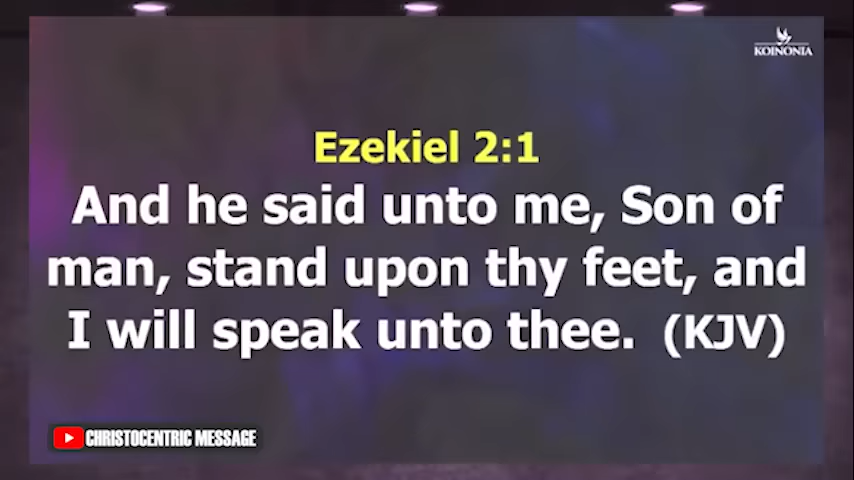 KOINONIA
Ezekiel 2:1
And he said unto me, Son of
man, stand upon thy feet, and
I will speak unto thee. (KJV)
CHRISTOCENTRIC MESSAGE